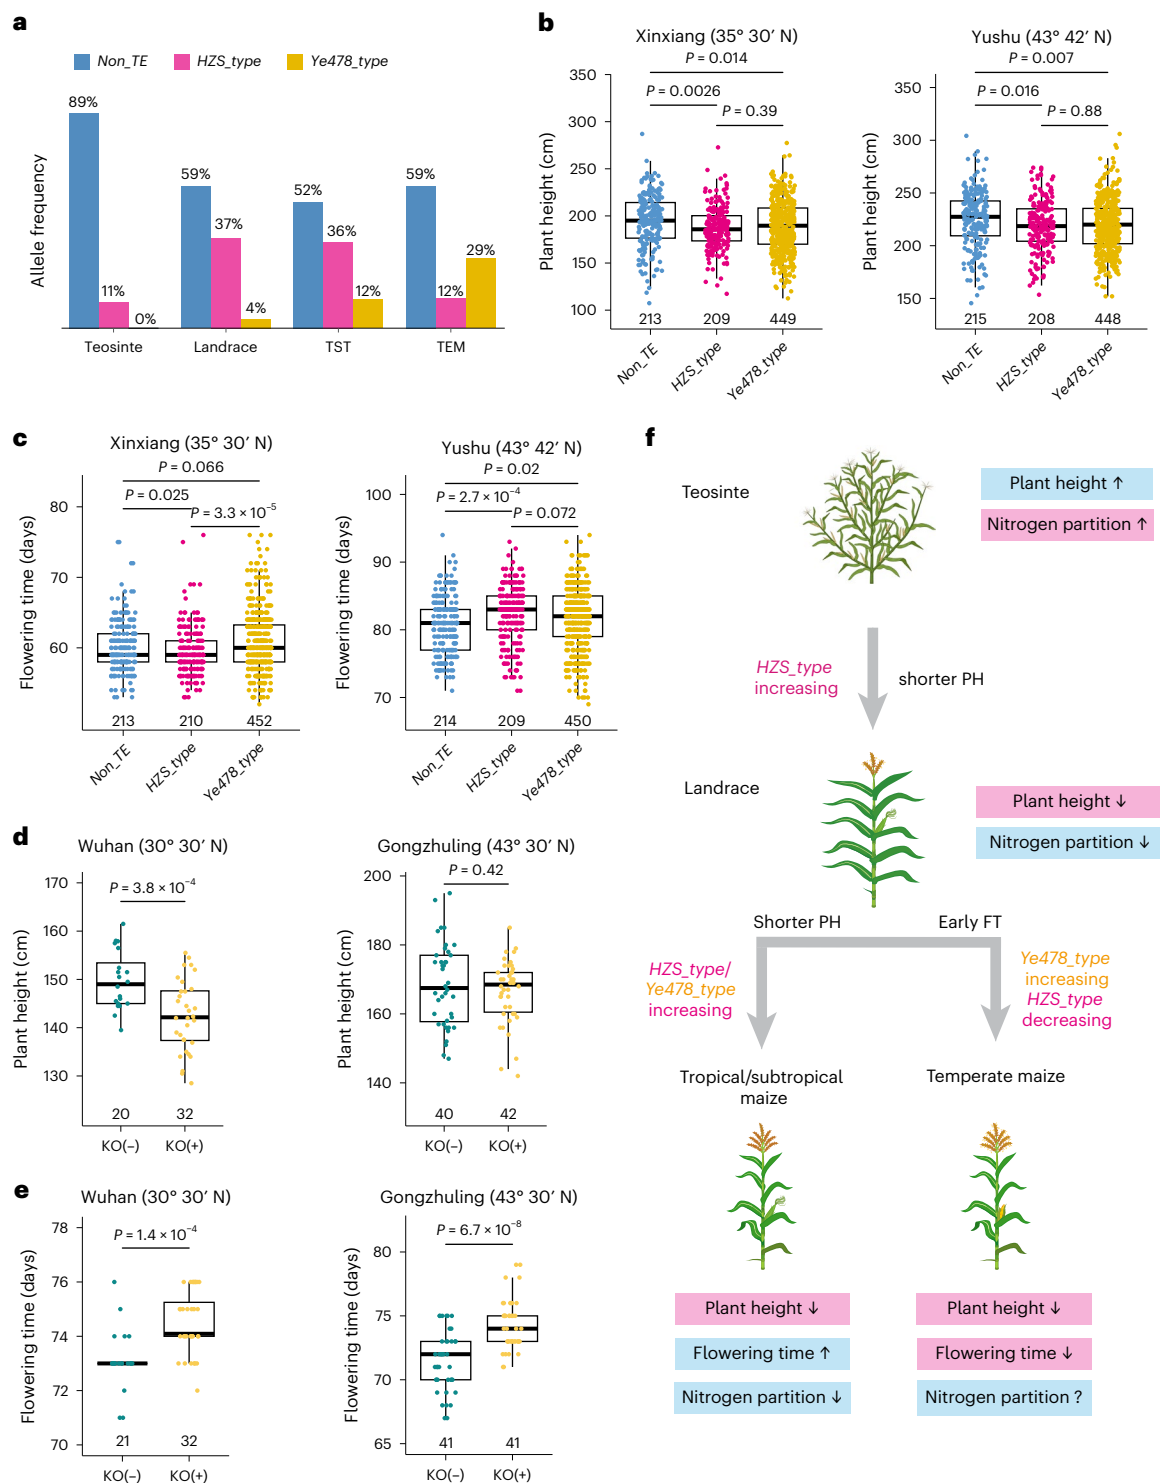 a
Non_TE HZS_type Ye478_type
Allele frequency
89%
11%
0%
59%
37%
4%
52%
36%
12%
59%
12%
29%
Teosinte Landrace TST TEM
b
Xinxiang (35° 30′ N)
P = 0.014
P = 0.0026
P = 0.39
Plant height (cm)
350
300
250
200
150
100
213 209 449
Non_TE HZS_type Ye478_type
Yushu (43° 42′ N)
P = 0.007
P = 0.016
P = 0.88
Plant height (cm)
350
300
250
200
150
215 208 448
Non_TE HZS_type Ye478_type
c
Xinxiang (35° 30′ N)
P = 0.066
P = 0.025
P = 3.3 × 10⁻⁵
Flowering time (days)
80
70
60
213 210 452
Non_TE HZS_type Ye478_type
Yushu (43° 42′ N)
P = 0.02
P = 2.7 × 10⁻⁴
P = 0.072
Flowering time (days)
100
90
80
70
214 209 450
Non_TE HZS_type Ye478_type
d
Wuhan (30° 30′ N)
P = 3.8 × 10⁻⁴
Plant height (cm)
170
160
150
140
130
20 32
KO(−) KO(+)
Gongzhuling (43° 30′ N)
P = 0.42
Plant height (cm)
200
180
160
140
40 42
KO(−) KO(+)
e
Wuhan (30° 30′ N)
P = 1.4 × 10⁻⁴
Flowering time (days)
78
76
74
72
70
21 32
KO(−) KO(+)
Gongzhuling (43° 30′ N)
P = 6.7 × 10⁻⁸
Flowering time (days)
80
75
70
65
41 41
KO(−) KO(+)
f
Teosinte
Plant height ↑
Nitrogen partition ↑
HZS_type
increasing
shorter PH
Landrace
Plant height ↓
Nitrogen partition ↓
Shorter PH
Early FT
HZS_type/
Ye478_type
increasing
Ye478_type
increasing
HZS_type
decreasing
Tropical/subtropical
maize
Temperate maize
Plant height ↓
Flowering time ↑
Nitrogen partition ↓
Plant height ↓
Flowering time ↓
Nitrogen partition ?